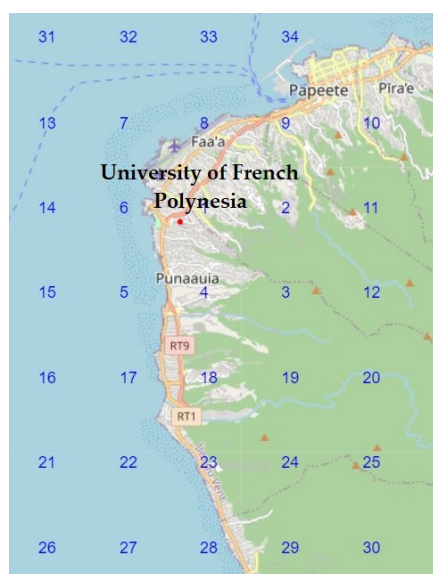 31 32 33 34
Papeete Pīra'e
13 7 8 9 10
Faa'a
University of French
Polynesia
14 6 1 2 11
Punaauia
15 5 4 3 12
RT9
16 17 18 19 20
RT1
21 22 23 24 25
26 27 28 29 30